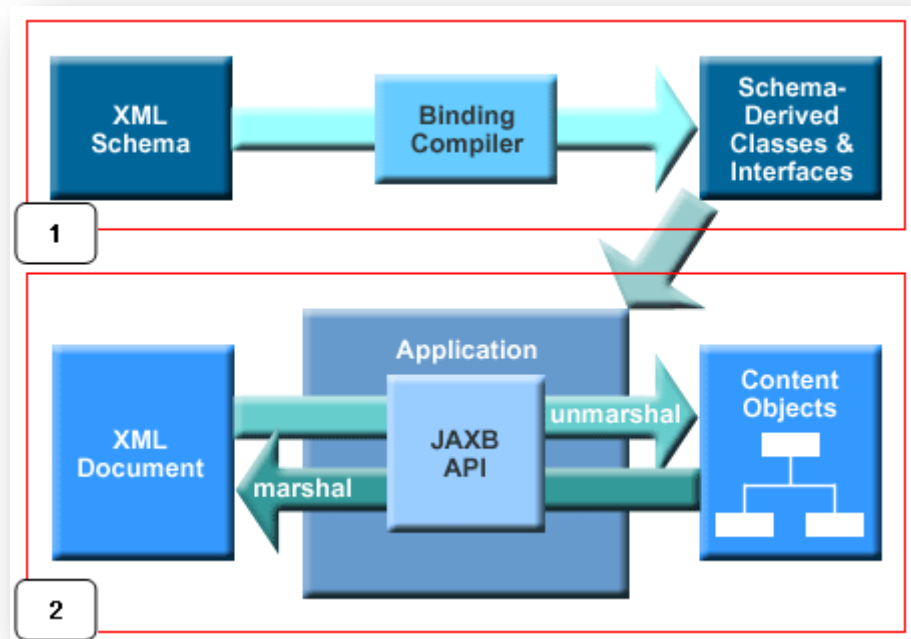 XML
Schema
Binding
Compiler
Schema-
Derived
Classes &
Interfaces
1
Application
XML
Document
JAXB
API
unmarshal
marshal
Content
Objects
2